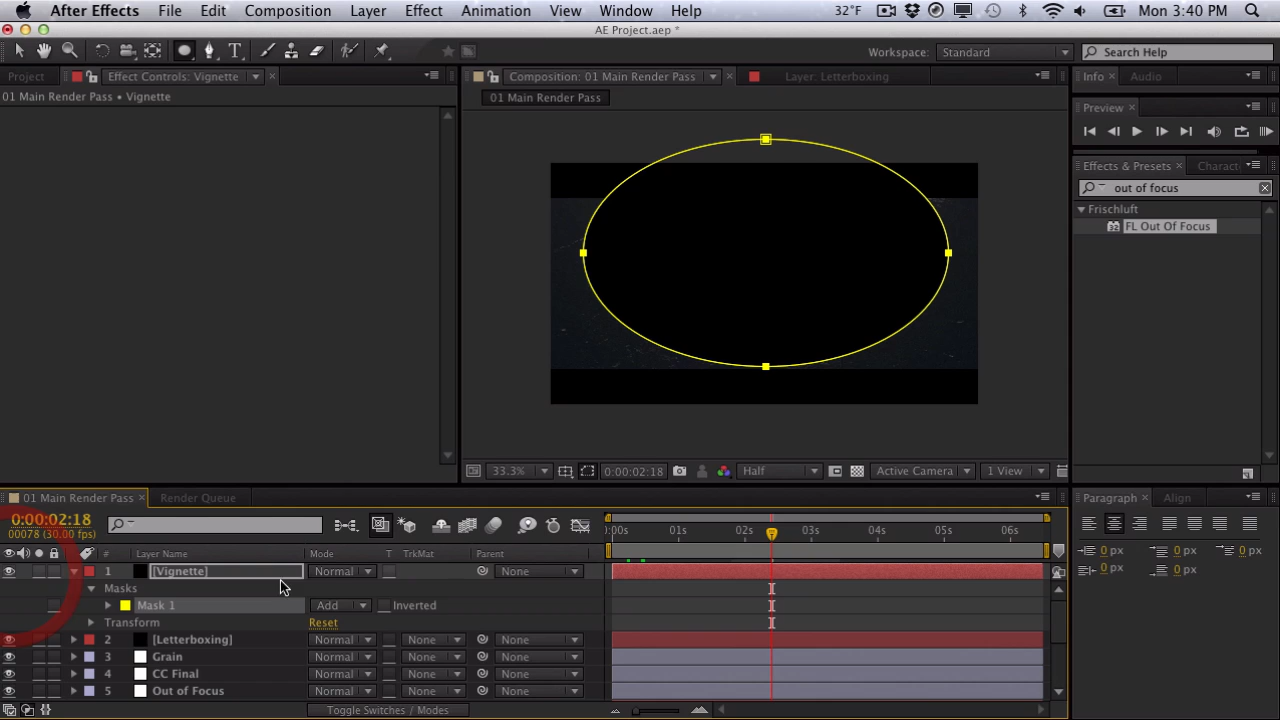 After Effects File Edit Composition Layer Effect Animation View Window Help 32°F Mon 3:40 PM
AE Project.aep *
Workspace: Standard Search Help
Project Effect Controls: Vignette Composition: 01 Main Render Pass Layer: Letterboxing Info Audio
01 Main Render Pass • Vignette 01 Main Render Pass
Preview
Effects & Presets Charact
out of focus
Frischluft
32 FL Out Of Focus
33.3% 0:00:02:18 Half Active Camera 1 View
01 Main Render Pass Render Queue Paragraph Align
0:00:02:18
00078 (30.00 fps)
:00s 01s 02s 03s 04s 05s 06s
# Layer Name Mode T TrkMat Parent
0 px 0 px
0 px 0 px
1 [Vignette] Normal None
Masks
Mask 1 Add Inverted
Transform Reset
2 [Letterboxing] Normal None None
3 Grain Normal None None
4 CC Final Normal None None
5 Out of Focus Normal None None
Toggle Switches / Modes